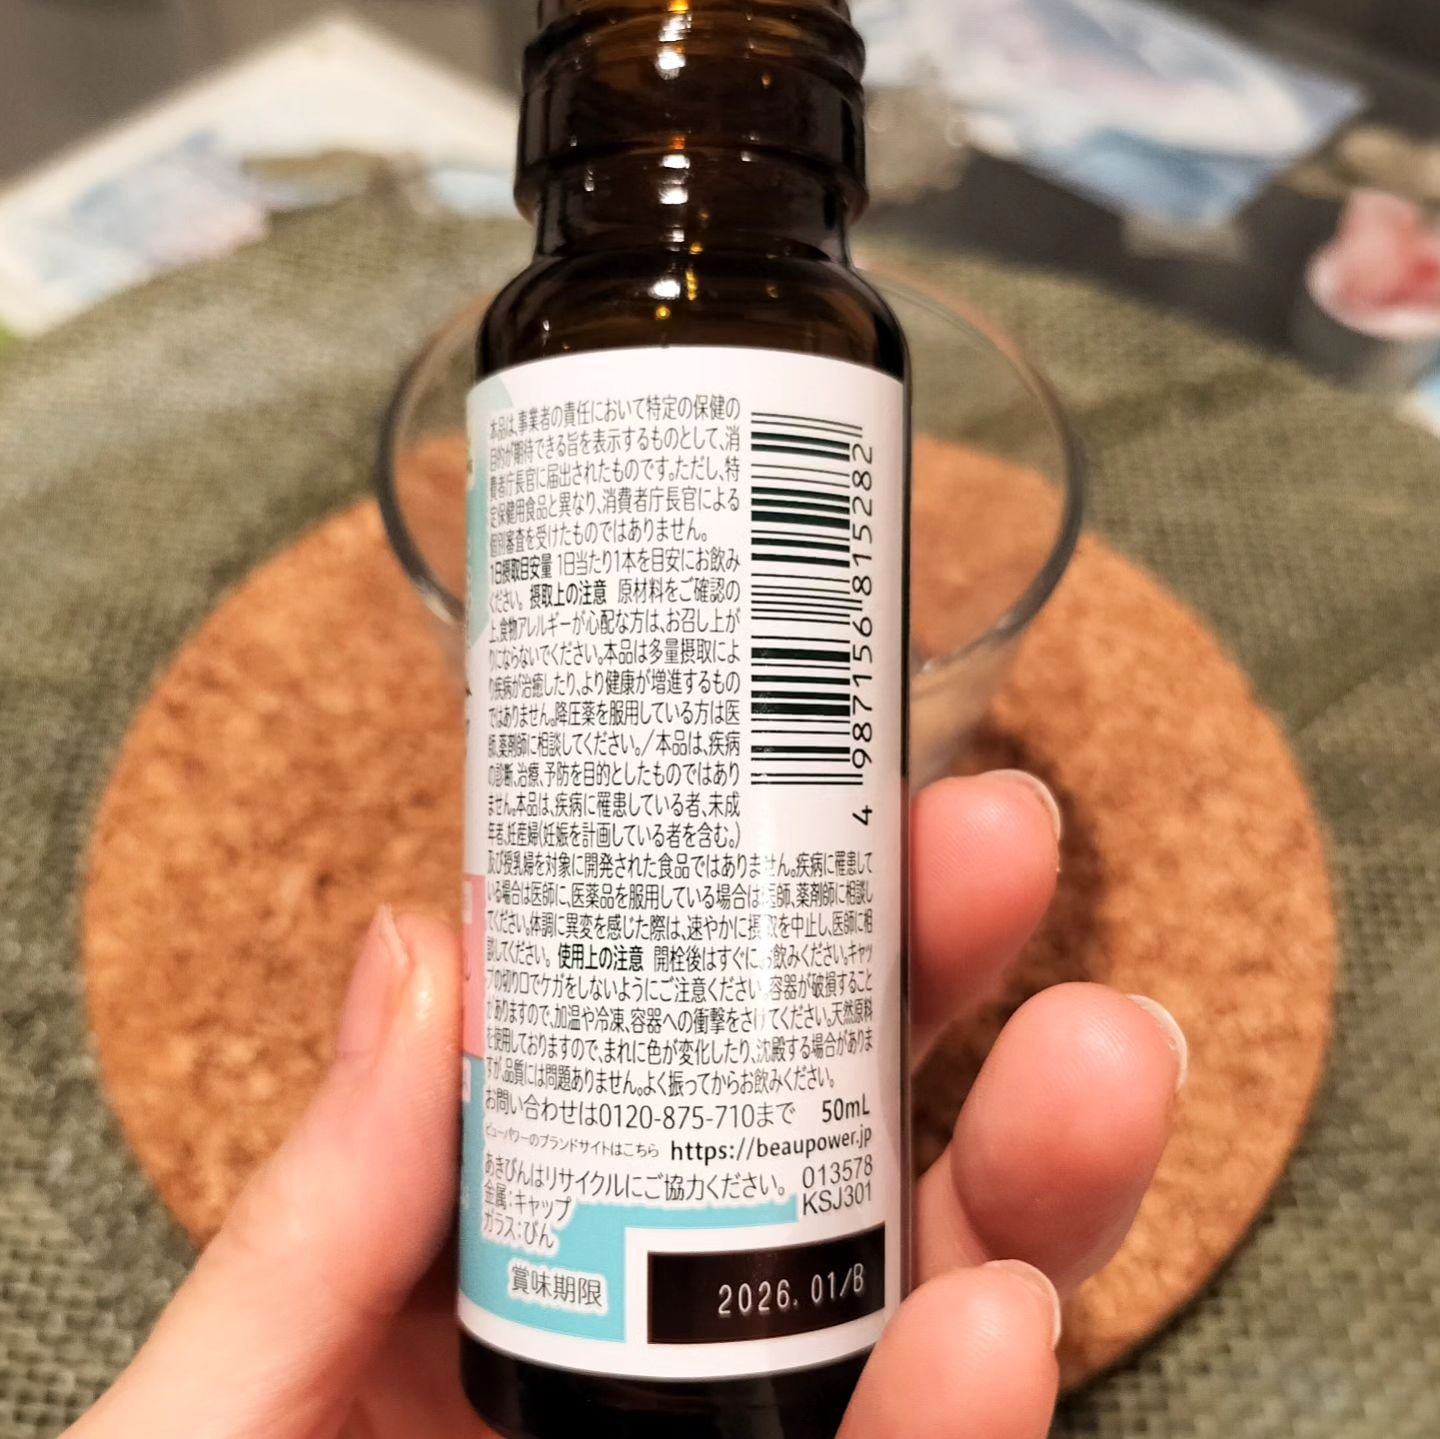 本品は、事業者の責任において特定の保健の
目的が期待できる旨を表示するものとして、消
費者庁長官に届出されたものです。ただし、特
定保健用食品と異なり、消費者庁長官による
個別審査を受けたものではありません。
1日摂取目安量 1日当たり1本を目安にお飲み
ください。 摂取上の注意 原材料をご確認の
上、食物アレルギーが心配な方は、お召し上が
りにならないでください。本品は多量摂取によ
り疾病が治癒したり、より健康が増進するもの
ではありません。降圧薬を服用している方は医
師、薬剤師に相談してください。/本品は、疾病
の診断、治療、予防を目的としたものではあり
ません。本品は、疾病に罹患している者、未成
年者、妊産婦(妊娠を計画している者を含む。)
及び授乳婦を対象に開発された食品ではありません。疾病に罹患して
いる場合は医師に、医薬品を服用している場合は医師、薬剤師に相談し
てください。体調に異変を感じた際は、速やかに摂取を中止し、医師に相
談してください。 使用上の注意 開栓後はすぐにお飲みください。キャッ
プの切り口でケガをしないようにご注意ください。容器が破損すること
がありますので、加温や冷凍、容器への衝撃をさけてください。天然原料
を使用しておりますので、まれに色が変化したり、沈殿する場合がありま
すが、品質には問題ありません。よく振ってからお飲みください。
お問い合わせは0120-875-710まで 50mL
ビューパワーのブランドサイトはこちら https://beaupower.jp
あきびんはリサイクルにご協力ください。 013578
金属:キャップ KSJ301
ガラス:びん
賞味期限 2026.01/B
4 987156 815282